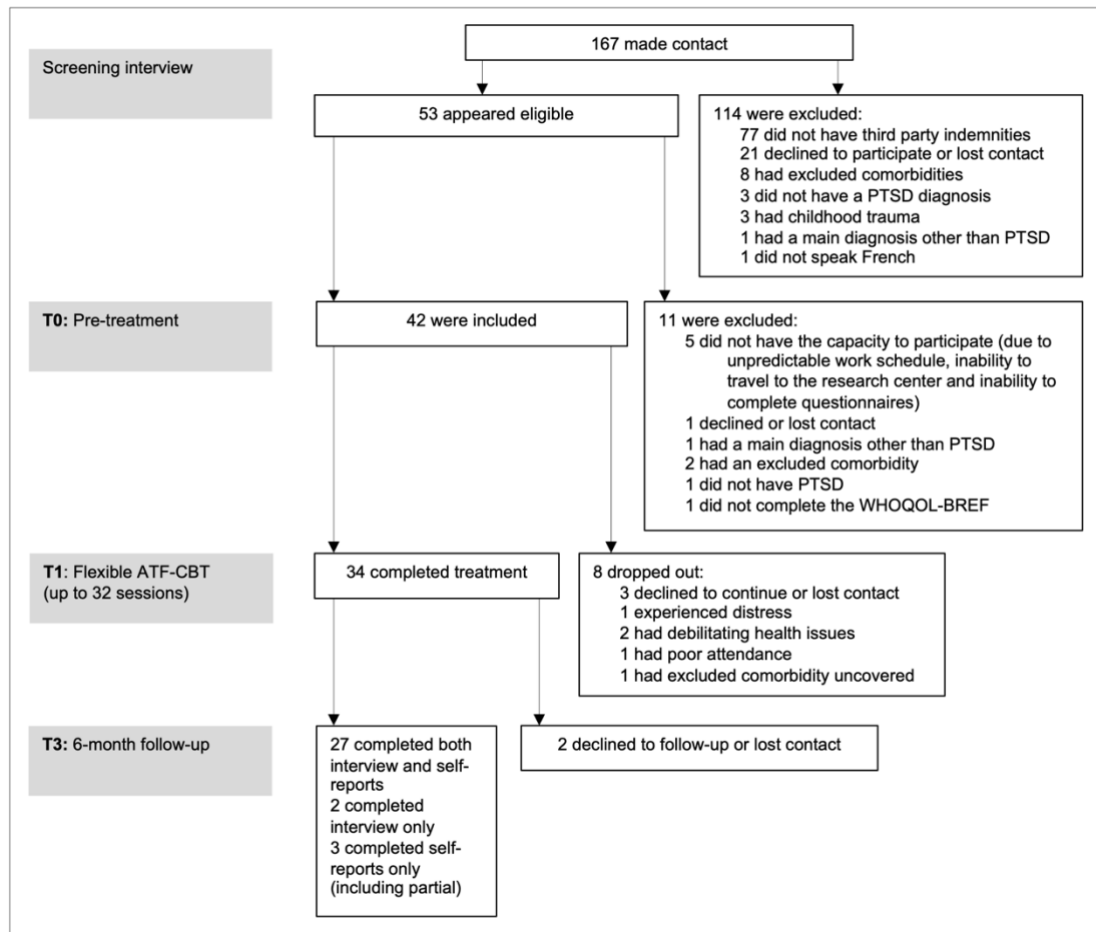 167 made contact
Screening interview
53 appeared eligible
114 were excluded:
77 did not have third party indemnities
21 declined to participate or lost contact
8 had excluded comorbidities
3 did not have a PTSD diagnosis
3 had childhood trauma
1 had a main diagnosis other than PTSD
1 did not speak French
T0: Pre-treatment
42 were included
11 were excluded:
5 did not have the capacity to participate (due to
unpredictable work schedule, inability to
travel to the research center and inability to
complete questionnaires)
1 declined or lost contact
1 had a main diagnosis other than PTSD
2 had an excluded comorbidity
1 did not have PTSD
1 did not complete the WHOQOL-BREF
T1: Flexible ATF-CBT
(up to 32 sessions)
34 completed treatment
8 dropped out:
3 declined to continue or lost contact
1 experienced distress
2 had debilitating health issues
1 had poor attendance
1 had excluded comorbidity uncovered
T3: 6-month follow-up
27 completed both
interview and self-
reports
2 completed
interview only
3 completed self-
reports only
(including partial)
2 declined to follow-up or lost contact